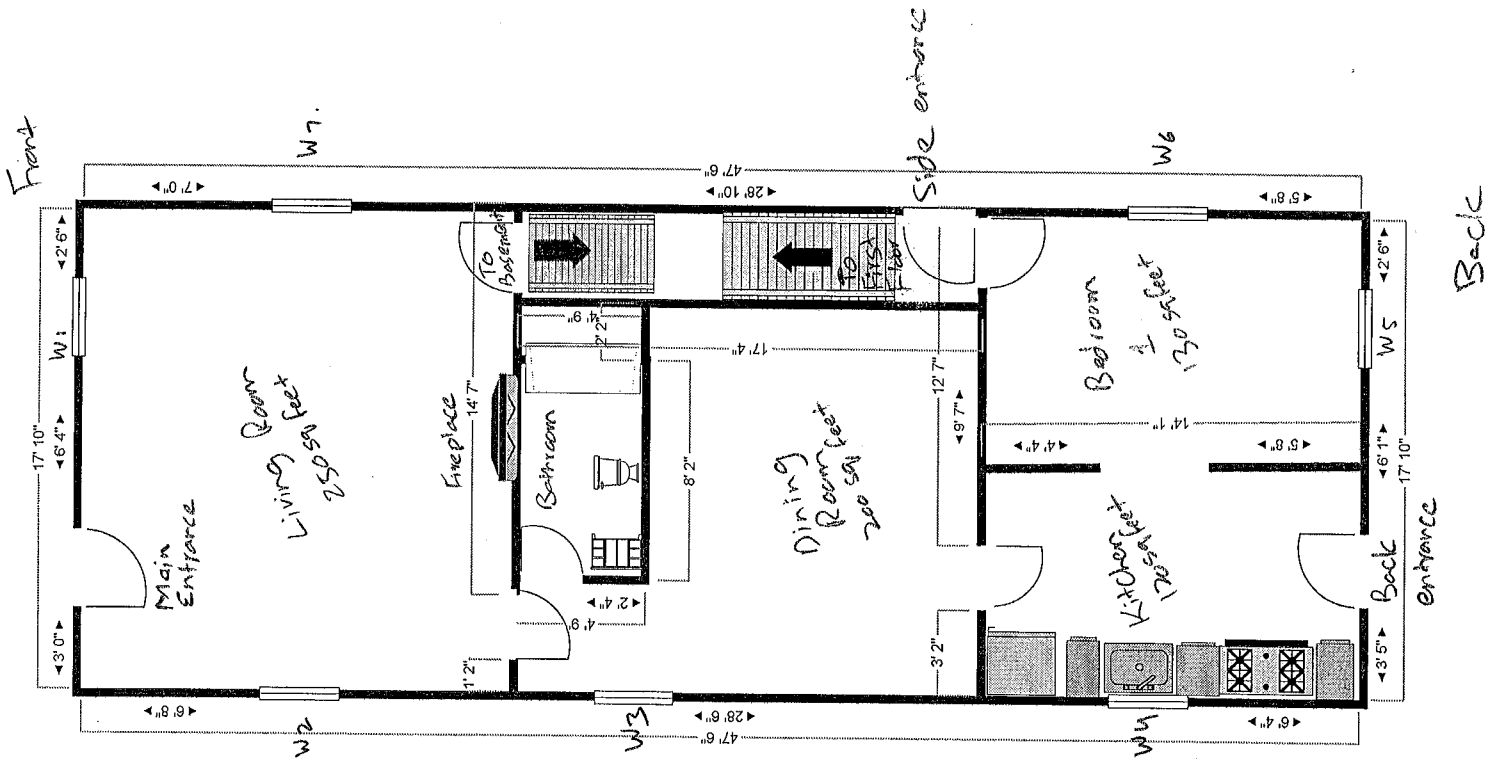 Front
17' 10"
3' 0"
6' 4"
2' 6"
W1
Main
Entrance
Living Room
250 sq feet
W7.
7' 0"
47' 6"
28' 10"
6' 8"
W2
47' 6"
28' 6"
Fireplace
14' 7"
1' 2"
To
Basement
4' 9"
2' 2"
Bathroom
8' 2"
2' 4"
4' 9"
W3
To
First
Floor
Side entrance
17' 4"
12' 7"
9' 7"
3' 2"
Dining
Room
200 sq feet
Bedroom
1
130 sq feet
W6
5' 8"
14' 1"
4' 4"
5' 8"
Kitchen
120 sq feet
W4
6' 4"
W5
2' 6"
6' 1"
17' 10"
3' 5"
Back
entrance
Back